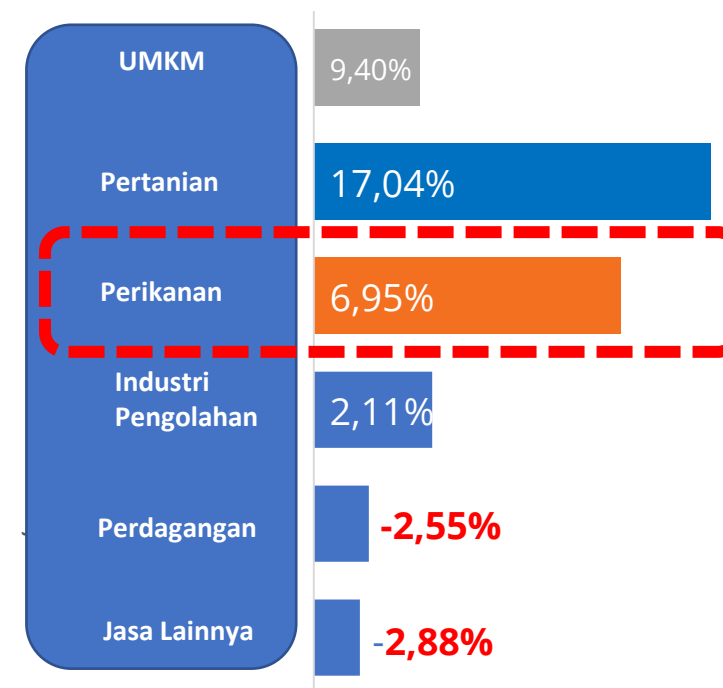 UMKM
9,40%
Pertanian
17,04%
Perikanan
6,95%
Industri
Pengolahan
2,11%
Perdagangan
-2,55%
Jasa Lainnya
-2,88%